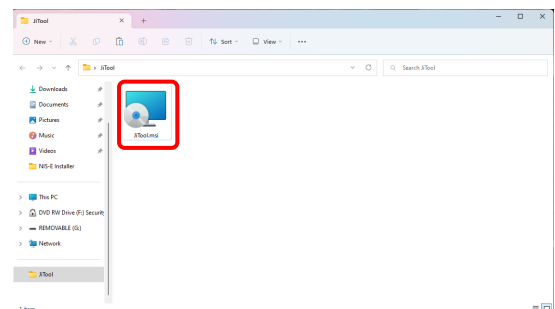 JiTool
New
Sort
View
JiTool
Search JiTool
Downloads
Documents
Pictures
Music
Videos
NIS-E Installer
JiTool.msi
This PC
DVD RW Drive (F:) Security
REMOVABLE (G:)
Network
JiTool